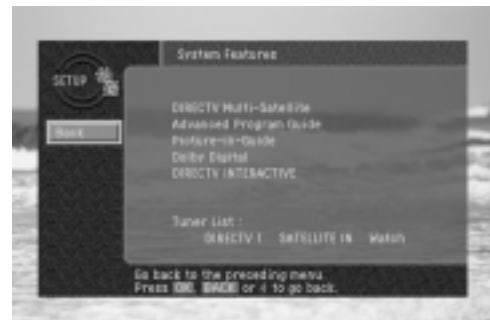 System Features
SETUP
Back
DIRECTV Multi-Satellite
Advanced Program Guide
Picture-in-Guide
Dolby Digital
DIRECTV INTERACTIVE
Tuner List :
DIRECTV 1 SATELLITE IN Watch
Go back to the preceding menu.
Press OK, BACK or to go back.